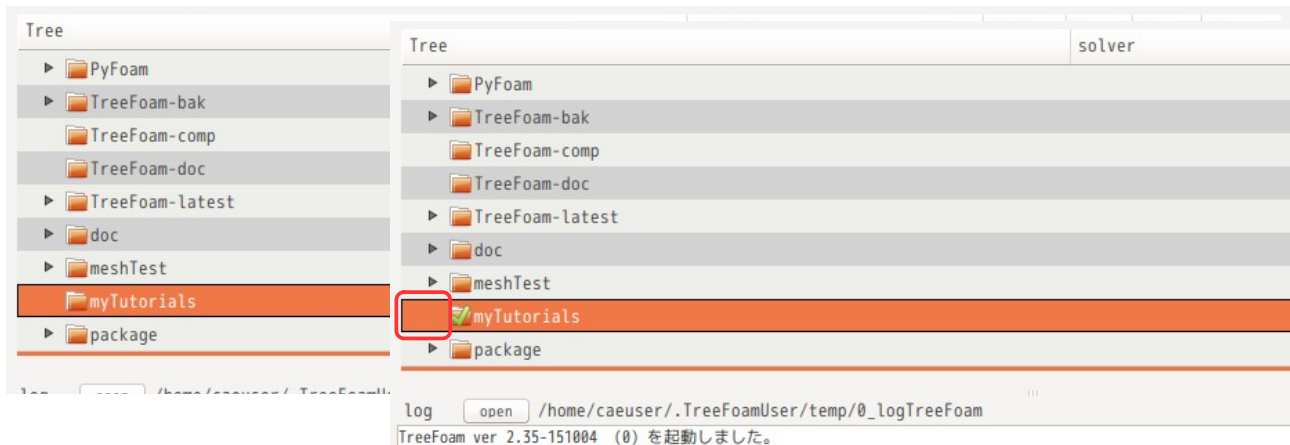 Tree
PyFoam
TreeFoam-bak
TreeFoam-comp
TreeFoam-doc
TreeFoam-latest
doc
meshTest
myTutorials
package
Tree solver
PyFoam
TreeFoam-bak
TreeFoam-comp
TreeFoam-doc
TreeFoam-latest
doc
meshTest
myTutorials
package
log open /home/caeuser/.TreeFoamUser/temp/0_logTreeFoam
TreeFoam ver 2.35-151004 (0) を起動しました。